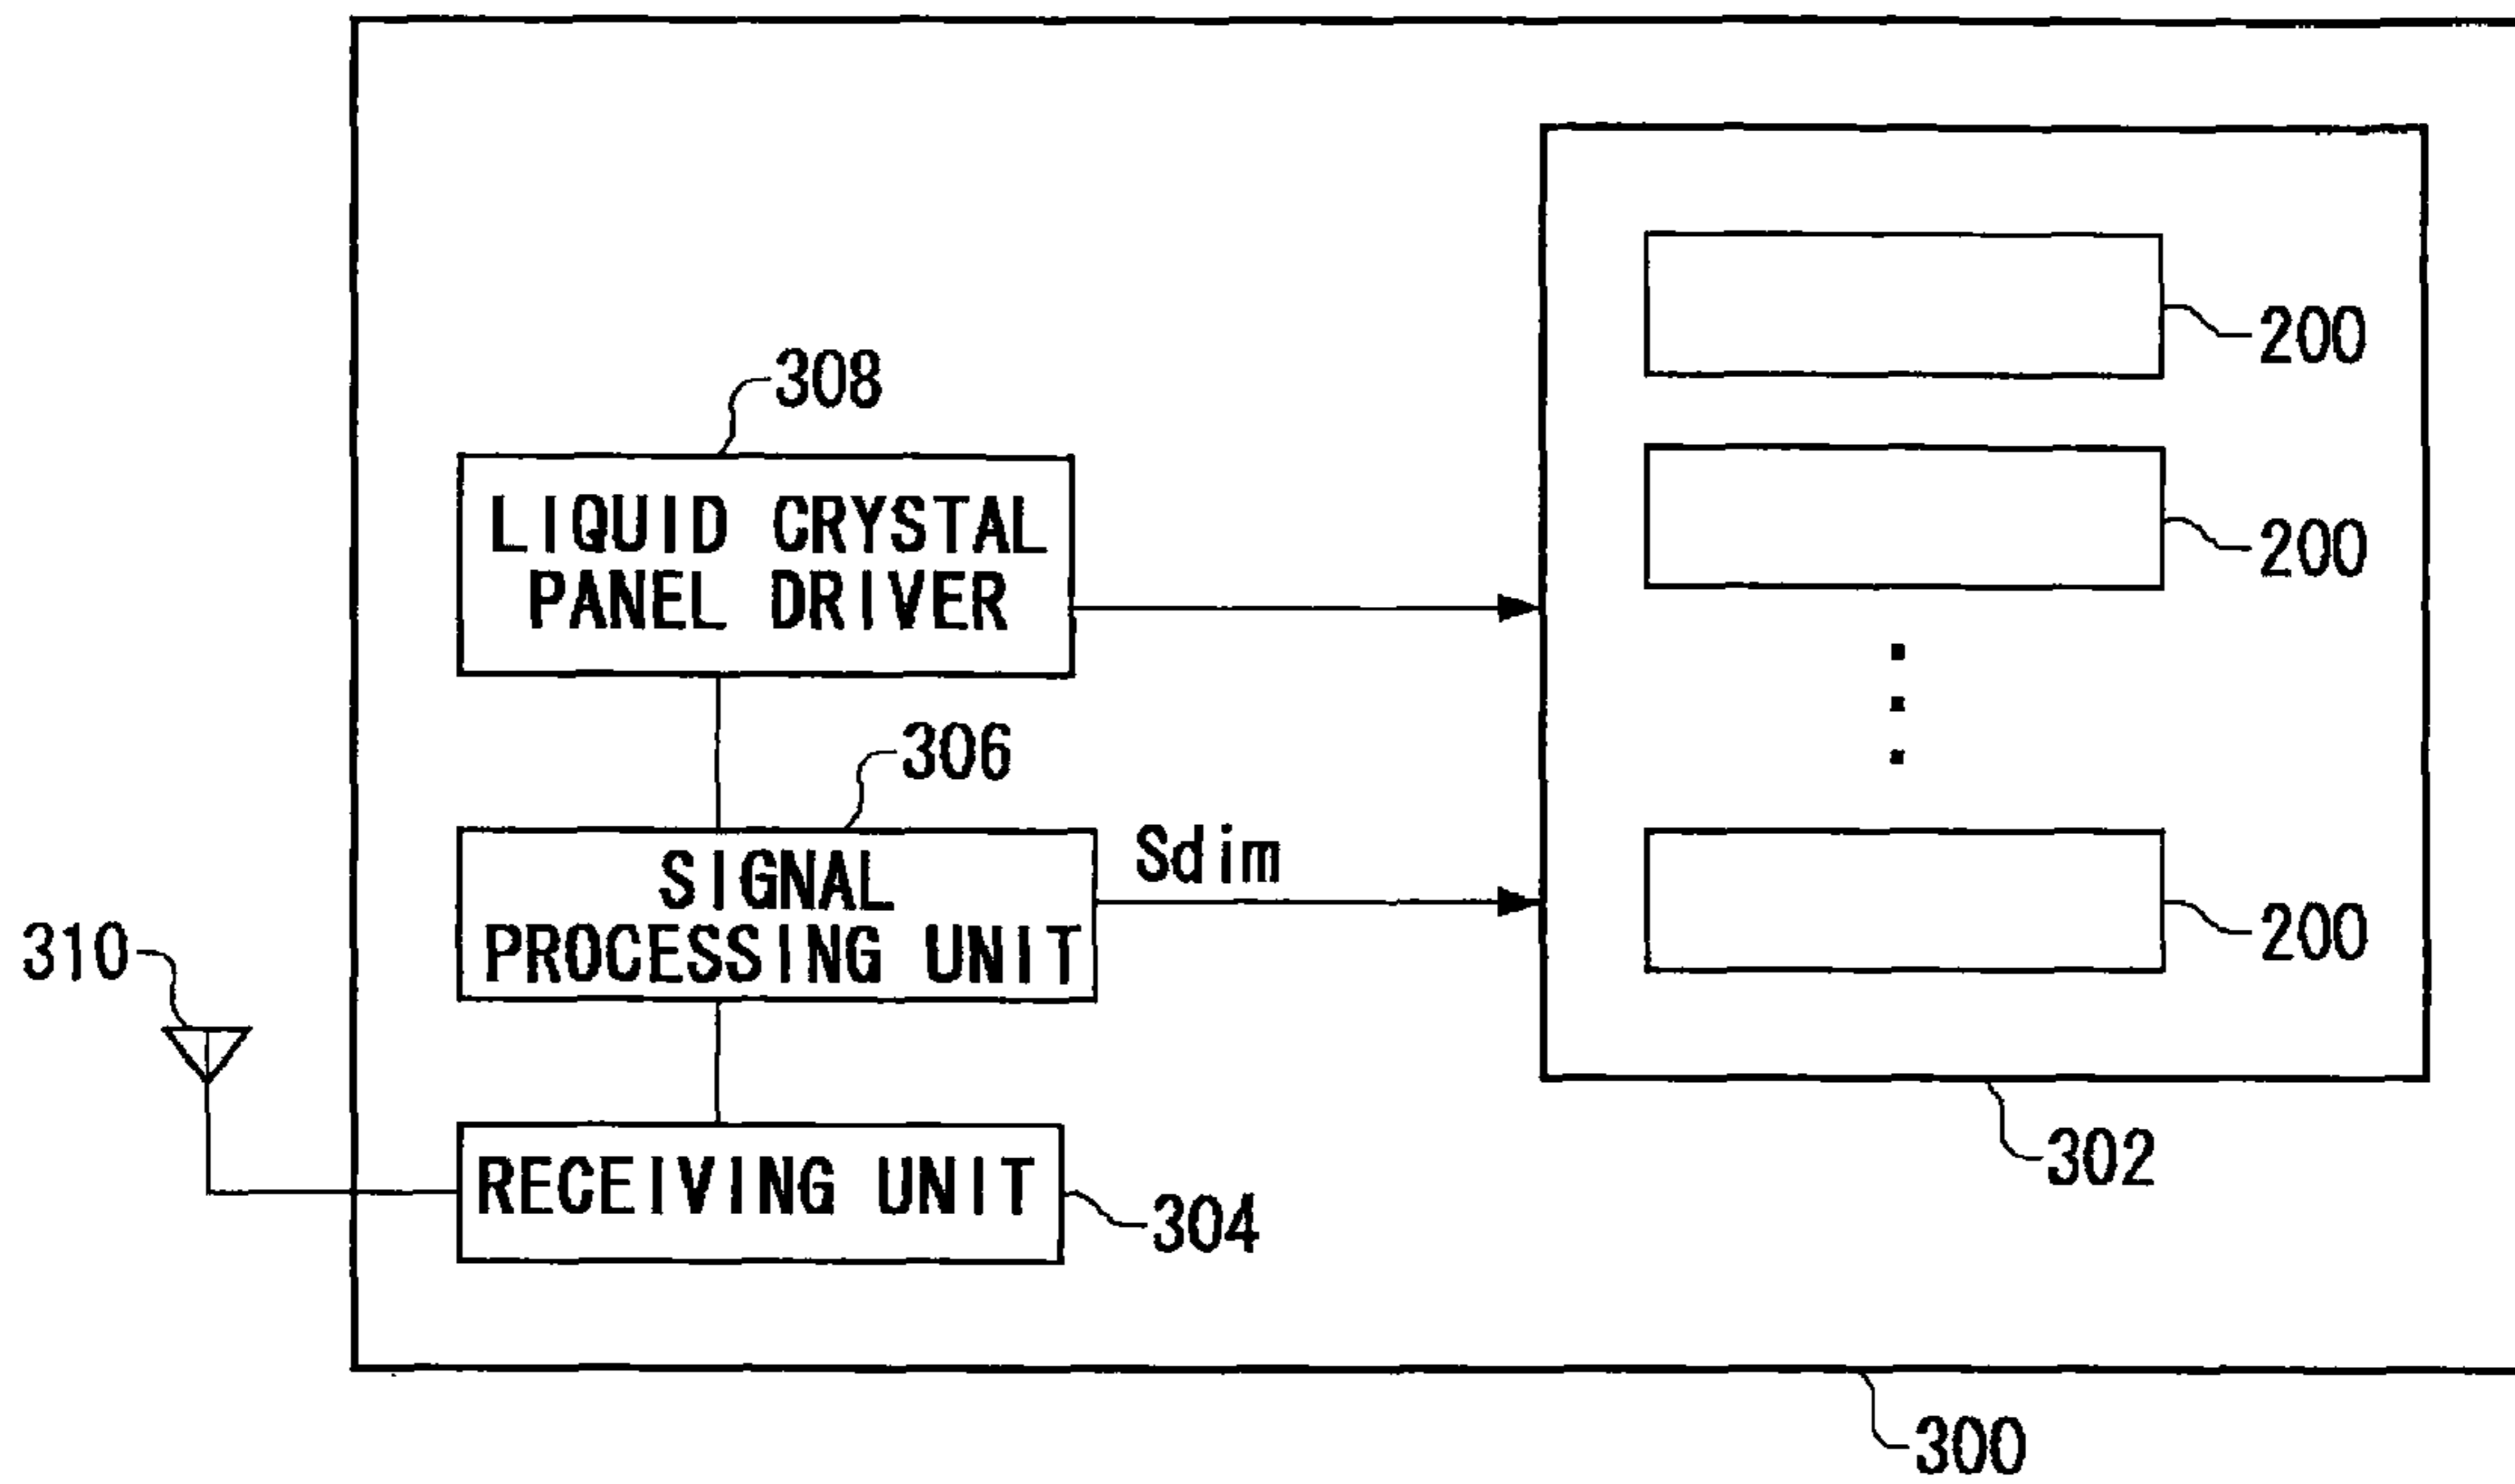 200
308
LIQUID CRYSTAL
PANEL DRIVER
200
306
SIGNAL
PROCESSING UNIT
Sdim
200
310
RECEIVING UNIT
304
302
300